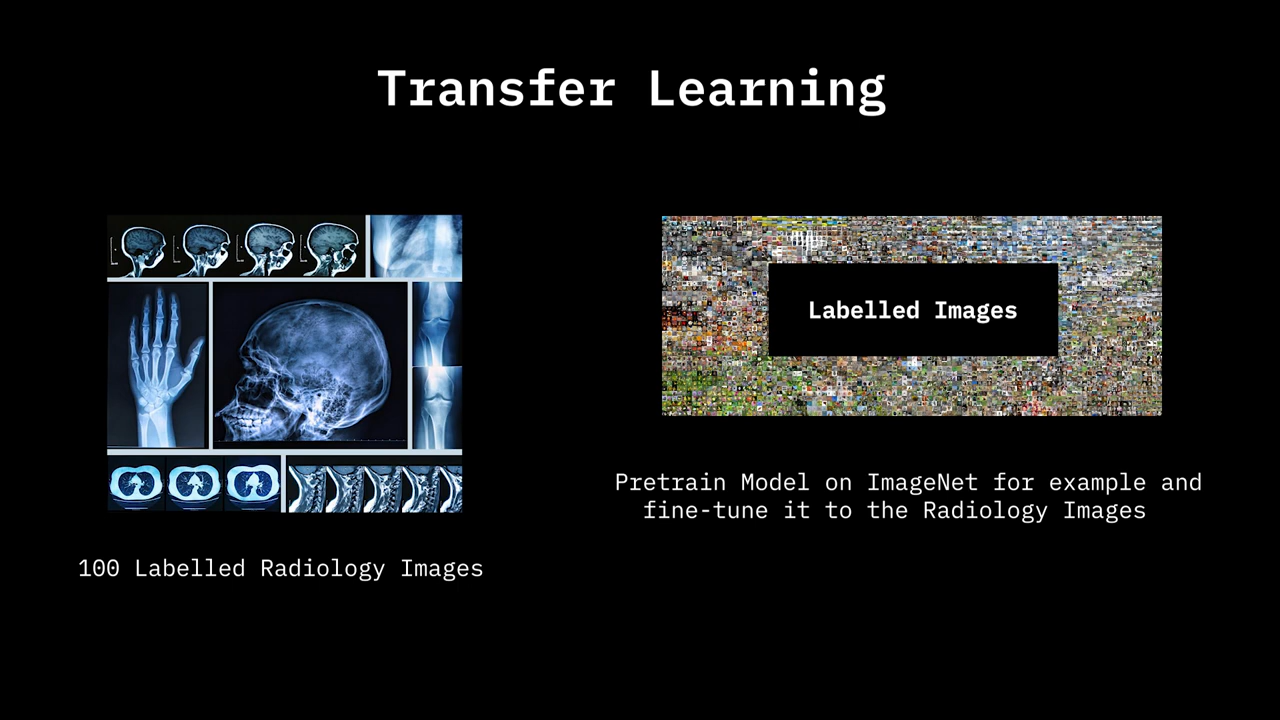 Transfer Learning
Labelled Images
Pretrain Model on ImageNet for example and
fine-tune it to the Radiology Images
100 Labelled Radiology Images